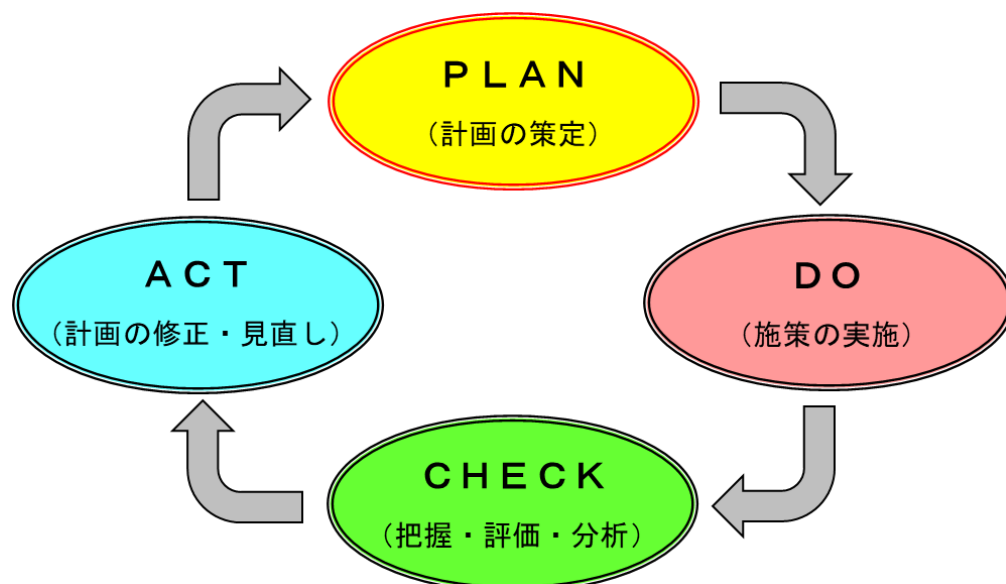 ＰＬＡＮ
（計画の策定）
ＤＯ
（施策の実施）
ＣＨＥＣＫ
（把握・評価・分析）
ＡＣＴ
（計画の修正・見直し）